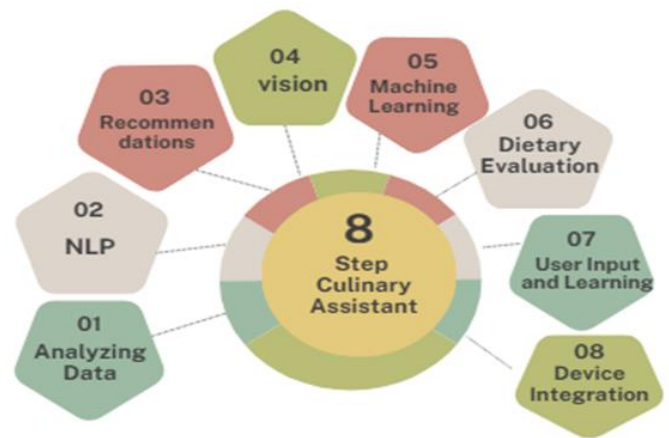 01
Analyzing
Data
02
NLP
03
Recommen
dations
04
vision
05
Machine
Learning
06
Dietary
Evaluation
07
User Input
and Learning
08
Device
Integration
8
Step
Culinary
Assistant